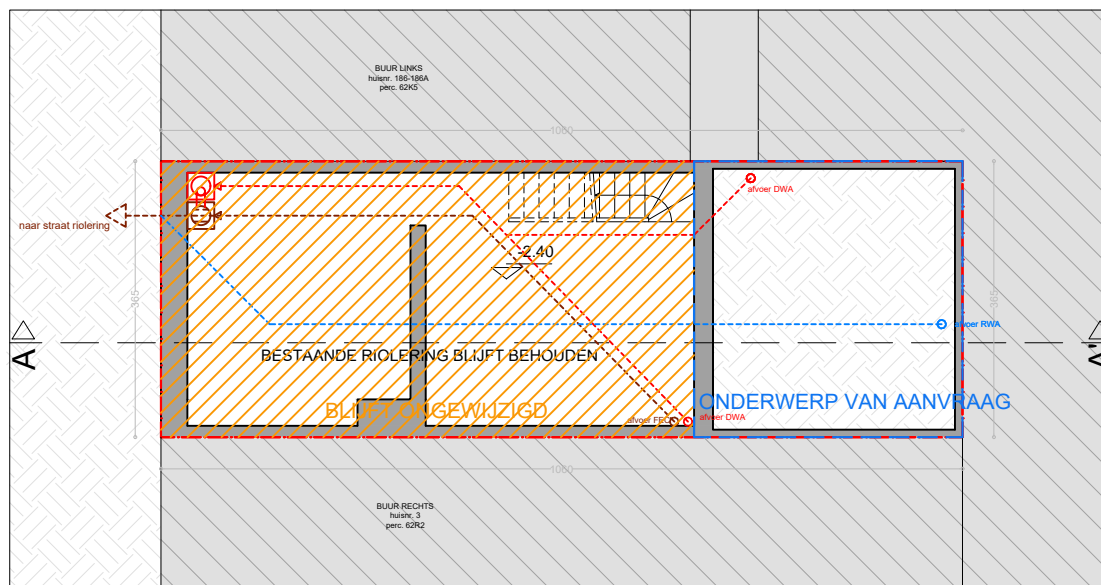 BUUR LINKS
huisnr. 186-186A
perc. 62K5
1060
afvoer DWA
naar straat riolering
-2.40
365
365
afvoer RWA
A
A'
BESTAANDE RIOLERING BLIJFT BEHOUDEN
BLIJFT ONGEWIJZIGD
ONDERWERP VAN AANVRAAG
afvoer FEC
afvoer DWA
1060
BUUR RECHTS
huisnr. 3
perc. 62R2